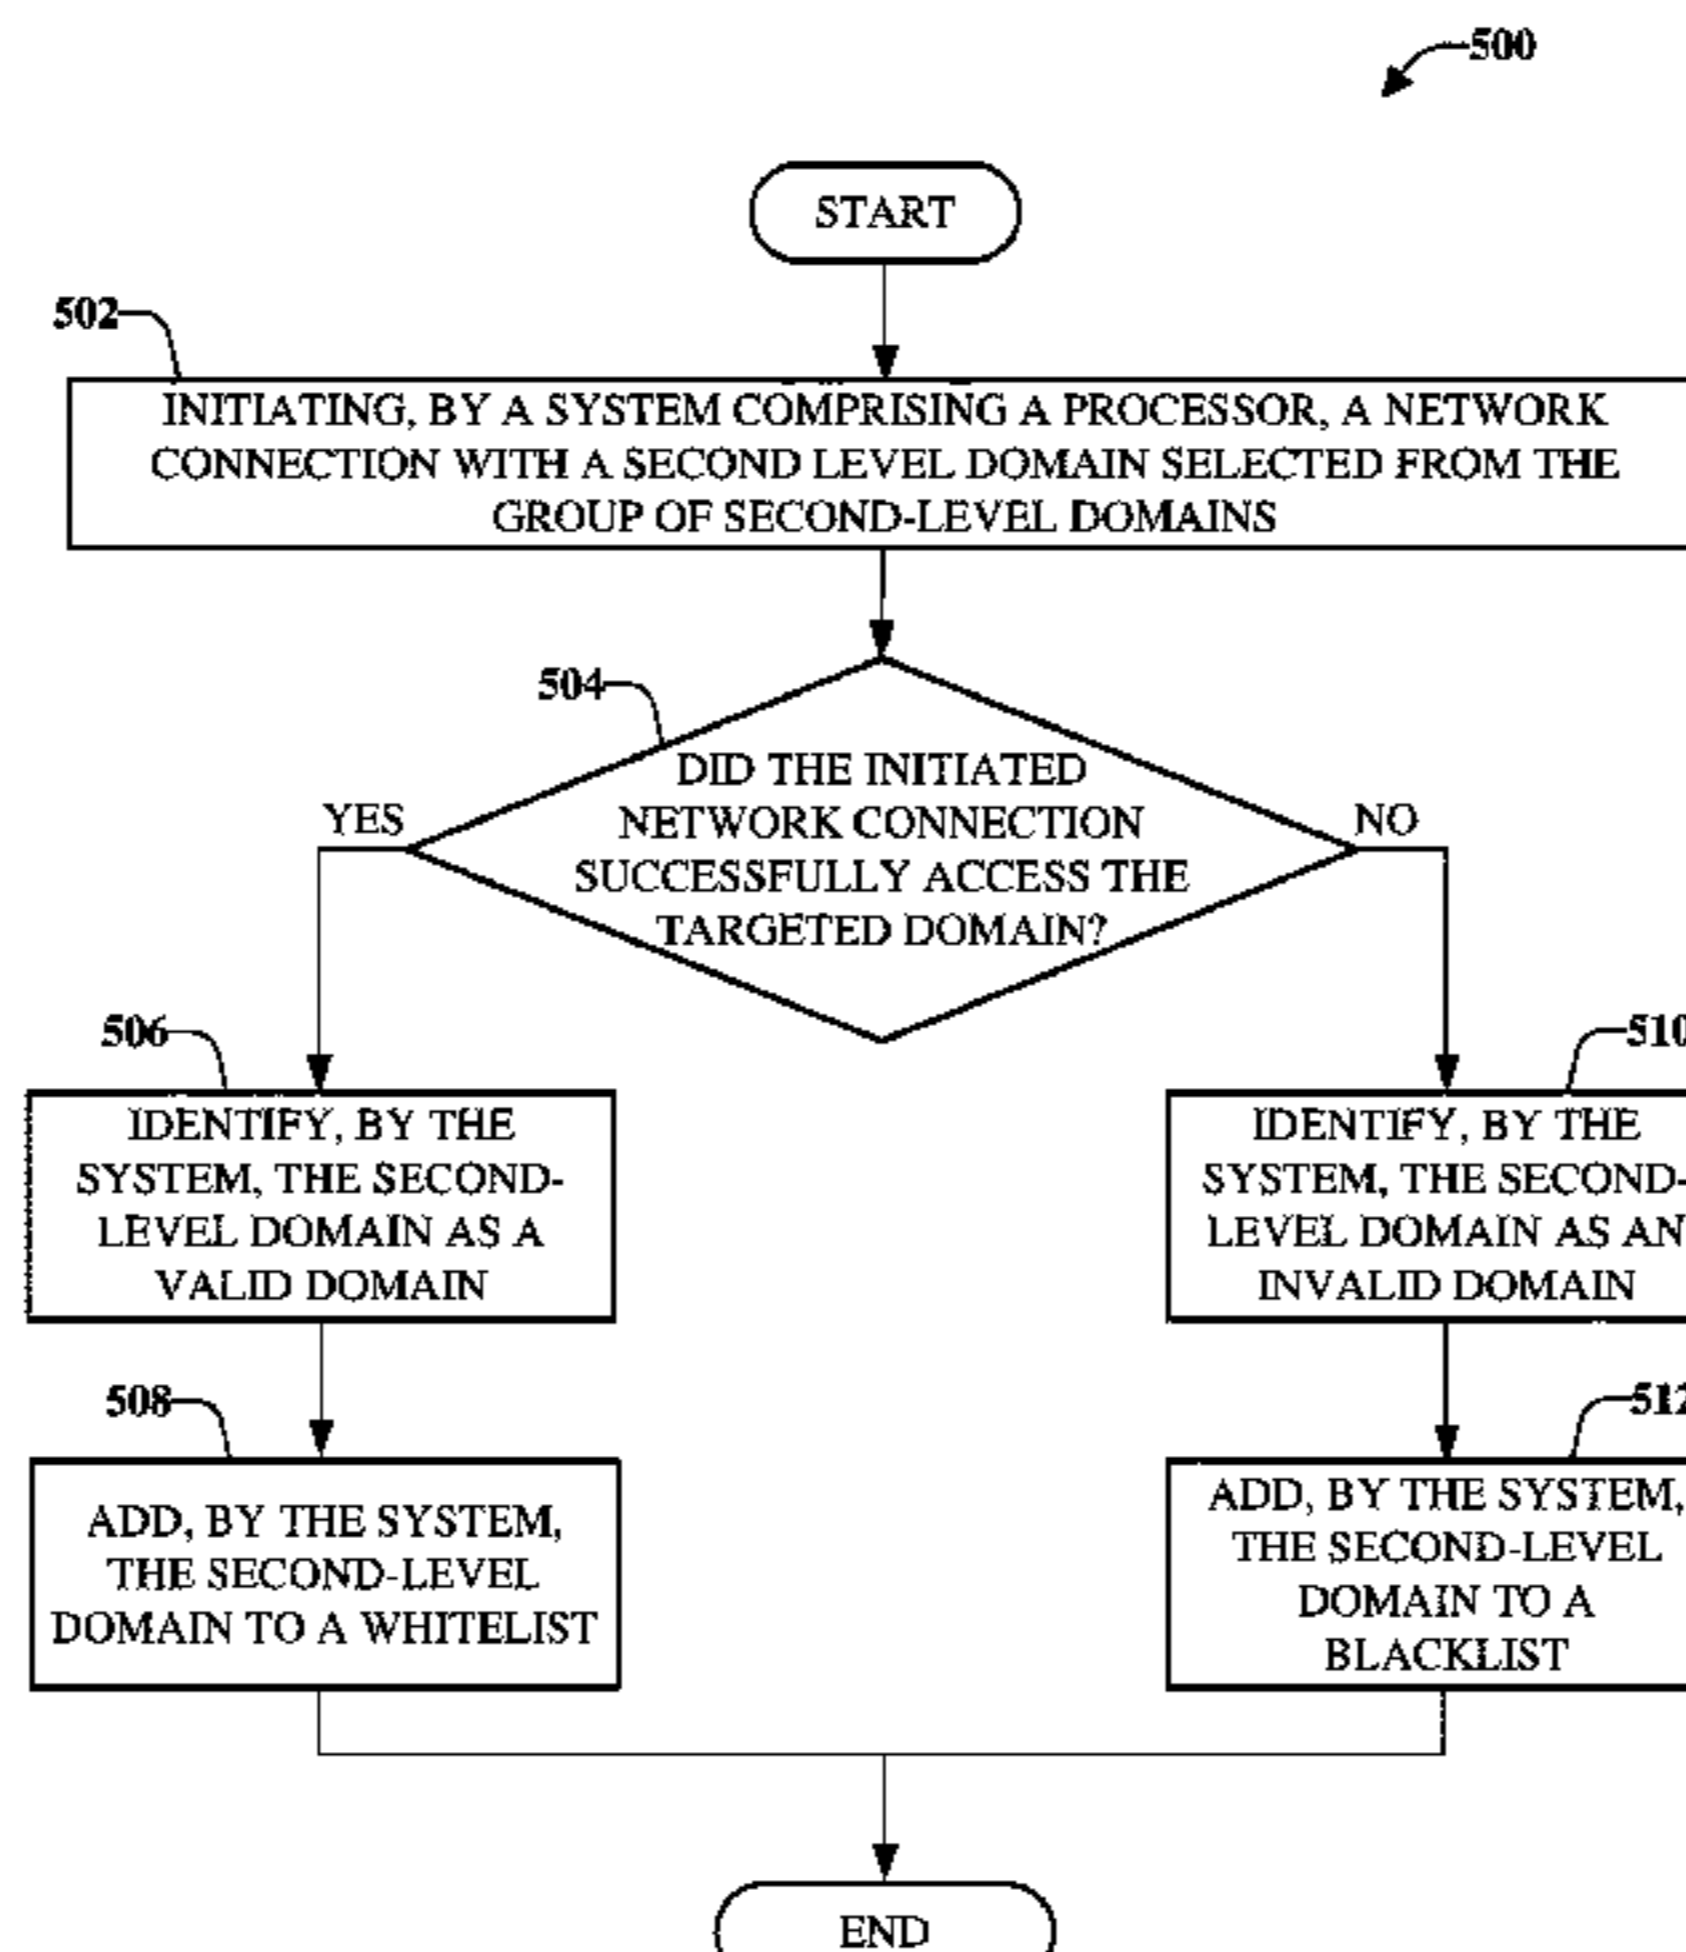 500
START
502
INITIATING, BY A SYSTEM COMPRISING A PROCESSOR, A NETWORK
CONNECTION WITH A SECOND LEVEL DOMAIN SELECTED FROM THE
GROUP OF SECOND-LEVEL DOMAINS
504
DID THE INITIATED
NETWORK CONNECTION
SUCCESSFULLY ACCESS THE
TARGETED DOMAIN?
YES
NO
506
IDENTIFY, BY THE
SYSTEM, THE SECOND-
LEVEL DOMAIN AS A
VALID DOMAIN
510
IDENTIFY, BY THE
SYSTEM, THE SECOND-
LEVEL DOMAIN AS AN
INVALID DOMAIN
508
ADD, BY THE SYSTEM,
THE SECOND-LEVEL
DOMAIN TO A WHITELIST
512
ADD, BY THE SYSTEM,
THE SECOND-LEVEL
DOMAIN TO A
BLACKLIST
END